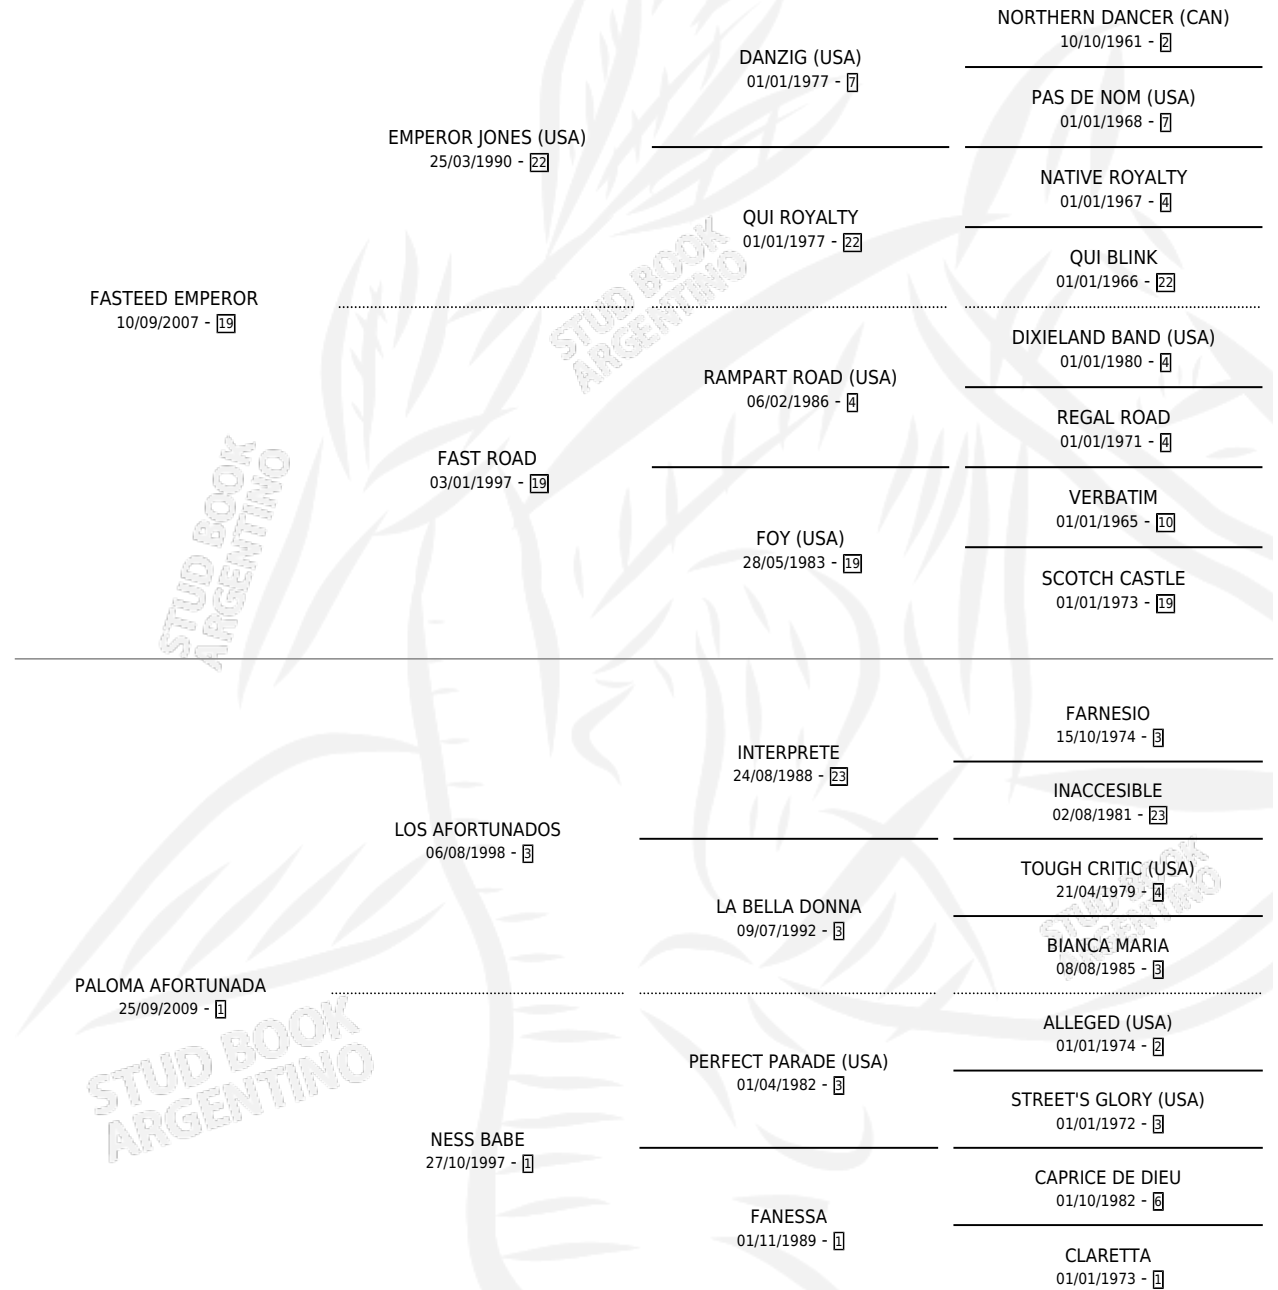 NORTHERN DANCER (CAN)
10/10/1961 - 2
DANZIG (USA)
01/01/1977 - 7
PAS DE NOM (USA)
01/01/1968 - 7
EMPEROR JONES (USA)
25/03/1990 - 22
NATIVE ROYALTY
01/01/1967 - 4
QUI ROYALTY
01/01/1977 - 22
QUI BLINK
01/01/1966 - 22
FASTEED EMPEROR
10/09/2007 - 19
STUD BOOK
ARGENTINO
DIXIELAND BAND (USA)
01/01/1980 - 4
RAMPART ROAD (USA)
06/02/1986 - 4
REGAL ROAD
01/01/1971 - 4
FAST ROAD
03/01/1997 - 19
VERBATIM
01/01/1965 - 10
FOY (USA)
28/05/1983 - 19
SCOTCH CASTLE
01/01/1973 - 19
STUD BOOK
ARGENTINO
FARNESIO
15/10/1974 - 3
INTERPRETE
24/08/1988 - 23
INACCESIBLE
02/08/1981 - 23
LOS AFORTUNADOS
06/08/1998 - 3
TOUGH CRITIC (USA)
21/04/1979 - 4
LA BELLA DONNA
09/07/1992 - 3
BIANCA MARIA
08/08/1985 - 3
STUD BOOK
ARGENTINO
PALOMA AFORTUNADA
25/09/2009 - 1
ALLEGED (USA)
01/01/1974 - 2
PERFECT PARADE (USA)
01/04/1982 - 3
STREET'S GLORY (USA)
01/01/1972 - 3
STUD BOOK
ARGENTINO
NESS BABE
27/10/1997 - 1
CAPRICE DE DIEU
01/10/1982 - 6
FANESSA
01/11/1989 - 1
CLARETTA
01/01/1973 - 1